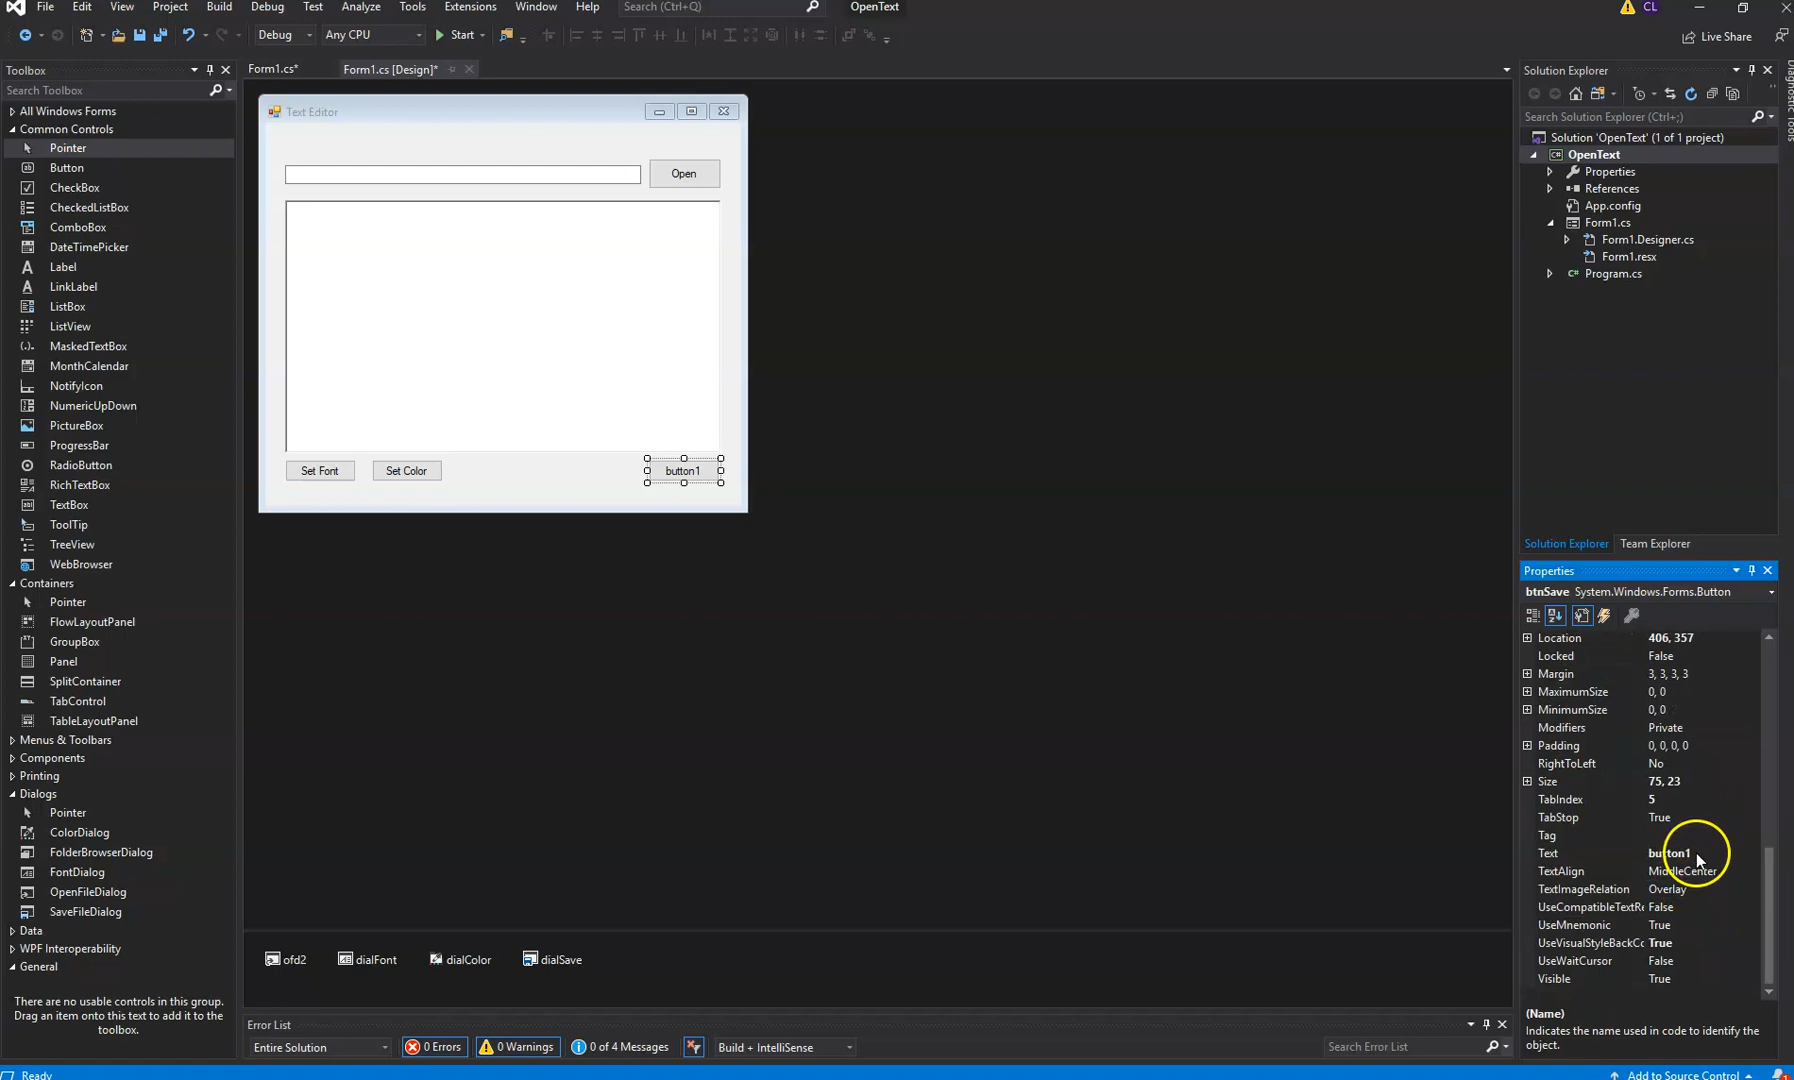 File Edit View Project Build Debug Test Analyze Tools Extensions Window Help Search (Ctrl+Q) OpenText CL
Debug Any CPU Start Live Share
Toolbox
Form1.cs* Form1.cs [Design]*
Solution Explorer
Search Toolbox
Search Solution Explorer (Ctrl+;)
Diagnostic Tools
All Windows Forms
Common Controls
Pointer
Button
CheckBox
CheckedListBox
ComboBox
DateTimePicker
Label
LinkLabel
ListBox
ListView
MaskedTextBox
MonthCalendar
NotifyIcon
NumericUpDown
PictureBox
ProgressBar
RadioButton
RichTextBox
TextBox
ToolTip
TreeView
WebBrowser
Containers
Pointer
FlowLayoutPanel
GroupBox
Panel
SplitContainer
TabControl
TableLayoutPanel
Menus & Toolbars
Components
Printing
Dialogs
Pointer
ColorDialog
FolderBrowserDialog
FontDialog
OpenFileDialog
SaveFileDialog
Data
WPF Interoperability
General
There are no usable controls in this group.
Drag an item onto this text to add it to the
toolbox.
Text Editor
Open
Set Font Set Color button1
ofd2 dialFont dialColor dialSave
Error List
Entire Solution 0 Errors 0 Warnings 0 of 4 Messages Build + IntelliSense Search Error List
Solution 'OpenText' (1 of 1 project)
OpenText
Properties
References
App.config
Form1.cs
Form1.Designer.cs
Form1.resx
Program.cs
Solution Explorer Team Explorer
Properties
btnSave System.Windows.Forms.Button
Location 406, 357
Locked False
Margin 3, 3, 3, 3
MaximumSize 0, 0
MinimumSize 0, 0
Modifiers Private
Padding 0, 0, 0, 0
RightToLeft No
Size 75, 23
TabIndex 5
TabStop True
Tag
Text button1
TextAlign MiddleCenter
TextImageRelation Overlay
UseCompatibleTextRe False
UseMnemonic True
UseVisualStyleBackCo True
UseWaitCursor False
Visible True
(Name)
Indicates the name used in code to identify the
object.
Ready Add to Source Control